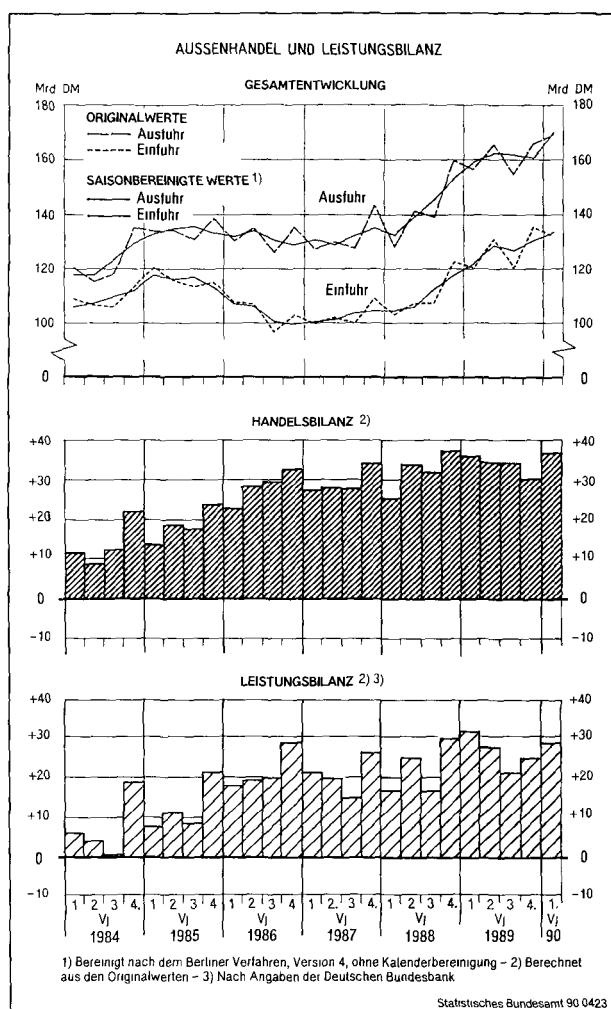 AUSSENHANDEL UND LEISTUNGSBILANZ
GESAMTENTWICKLUNG
Mrd DM
Mrd DM
180
180
ORIGINALWERTE
Ausfuhr
Einfuhr
160
160
SAISONBEREINIGTE WERTE 1)
Ausfuhr
Einfuhr
Ausfuhr
140
140
120
120
Einfuhr
100
100
0
0
HANDELSBILANZ 2)
+40
+40
+30
+30
+20
+20
+10
+10
0
0
−10
−10
LEISTUNGSBILANZ 2) 3)
+40
+40
+30
+30
+20
+20
+10
+10
0
0
−10
−10
1 2 3 4. 1 2 3 4. 1 2 3 4 1 2. 3 4. 1 2 3 4. 1 2 3 4. 1.
Vj Vj Vj Vj Vj Vj Vj
1984 1985 1986 1987 1988 1989 90
1) Bereinigt nach dem Berliner Verfahren, Version 4, ohne Kalenderbereinigung – 2) Berechnet
aus den Originalwerten – 3) Nach Angaben der Deutschen Bundesbank
Statistisches Bundesamt 90 0423